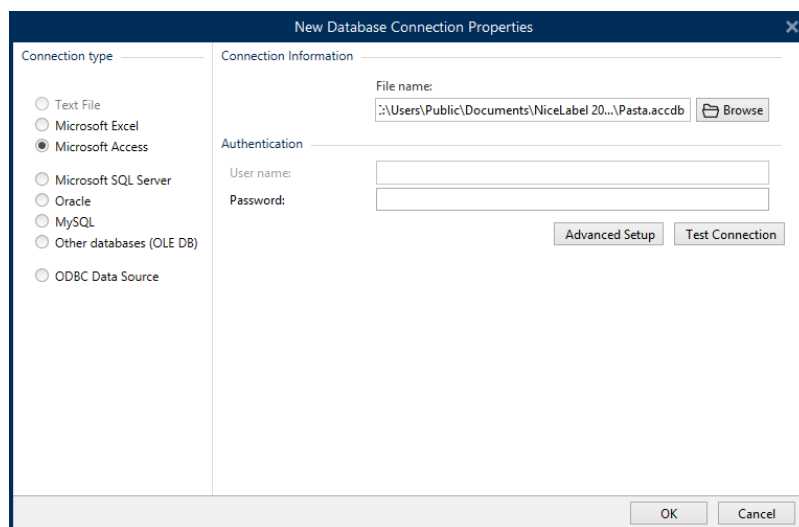 New Database Connection Properties
Connection type
Text File
Microsoft Excel
Microsoft Access
Microsoft SQL Server
Oracle
MySQL
Other databases (OLE DB)
ODBC Data Source
Connection Information
File name:
:\Users\Public\Documents\NiceLabel 20...\Pasta.accdb
Browse
Authentication
User name:
Password:
Advanced Setup
Test Connection
OK
Cancel